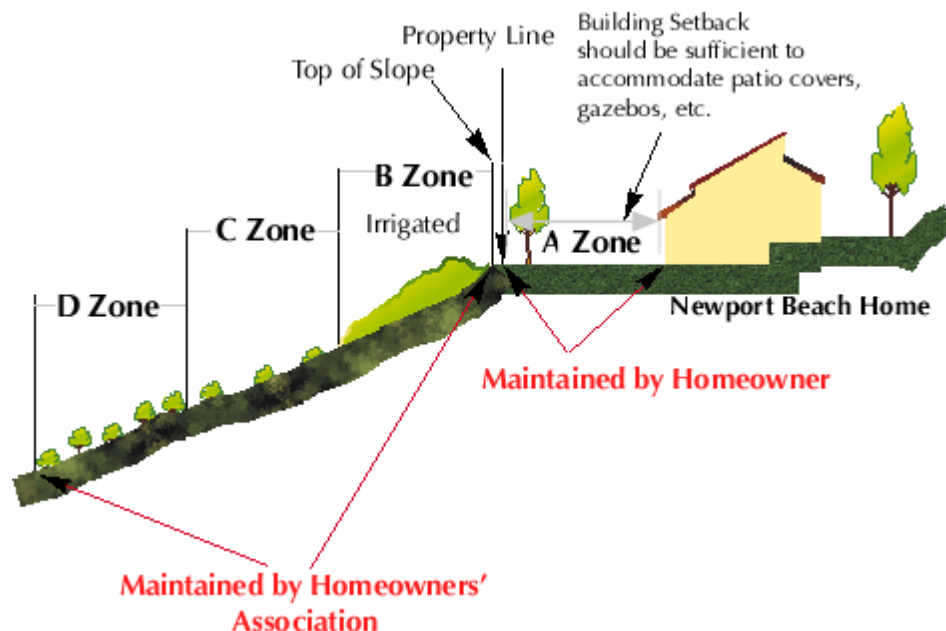 Building Setback
should be sufficient to
accommodate patio covers,
gazebos, etc.
Property Line
Top of Slope
B Zone
Irrigated
C Zone
A Zone
D Zone
Newport Beach Home
Maintained by Homeowner
Maintained by Homeowners’
Association